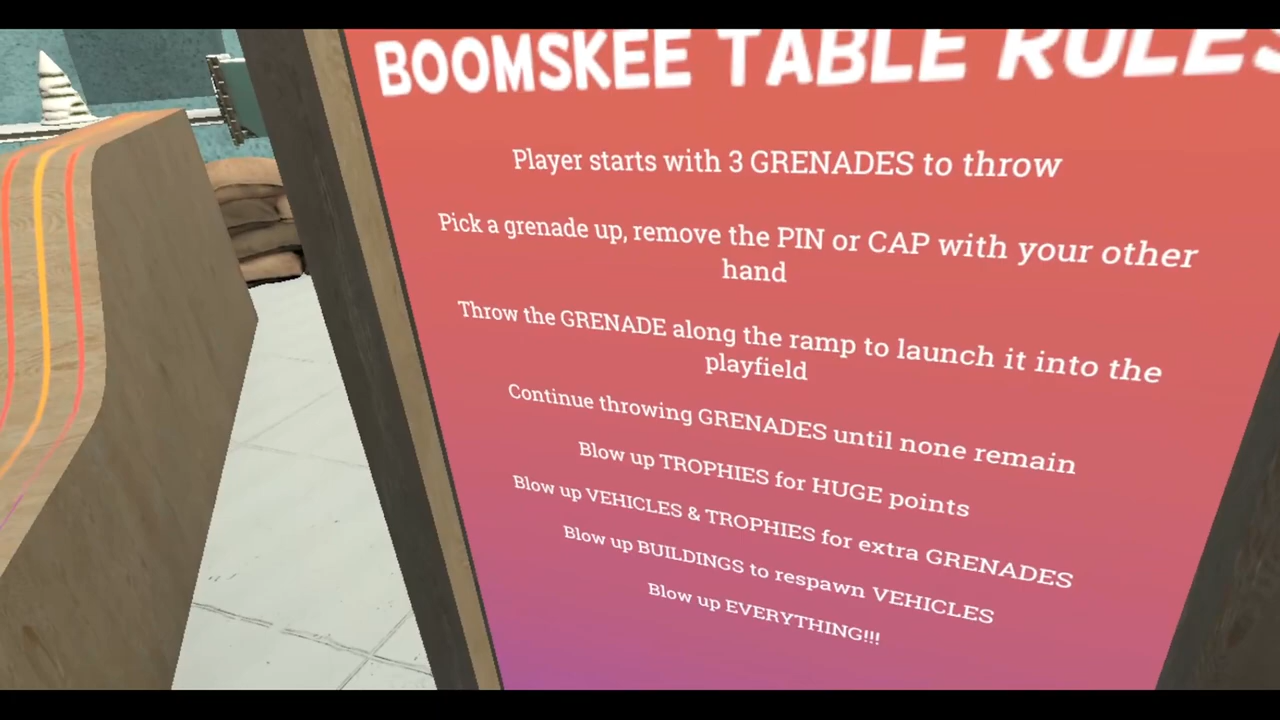 BOOMSKEE TABLE RULES
Player starts with 3 GRENADES to throw
Pick a grenade up, remove the PIN or CAP with your other
hand
Throw the GRENADE along the ramp to launch it into the
playfield
Continue throwing GRENADES until none remain
Blow up TROPHIES for HUGE points
Blow up VEHICLES & TROPHIES for extra GRENADES
Blow up BUILDINGS to respawn VEHICLES
Blow up EVERYTHING!!!